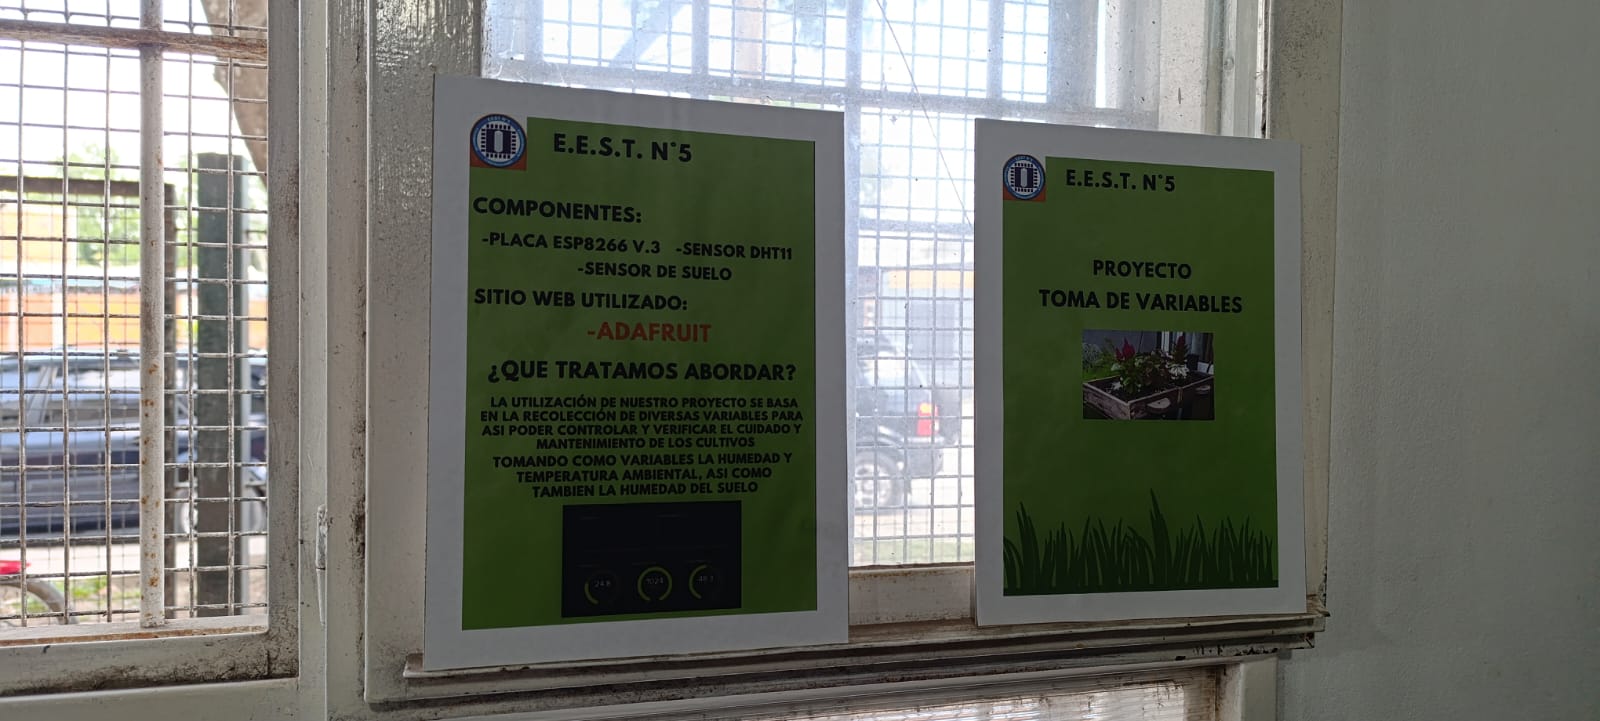 E.E.S.T. N°5
COMPONENTES:
-PLACA ESP8266 V.3   -SENSOR DHT11
-SENSOR DE SUELO
SITIO WEB UTILIZADO:
-ADAFRUIT
¿QUE TRATAMOS ABORDAR?
LA UTILIZACIÓN DE NUESTRO PROYECTO SE BASA
EN LA RECOLECCIÓN DE DIVERSAS VARIABLES PARA
ASI PODER CONTROLAR Y VERIFICAR EL CUIDADO Y
MANTENIMIENTO DE LOS CULTIVOS
TOMANDO COMO VARIABLES LA HUMEDAD Y
TEMPERATURA AMBIENTAL, ASI COMO
TAMBIEN LA HUMEDAD DEL SUELO
24.8
1024
E.E.S.T. N°5
PROYECTO
TOMA DE VARIABLES